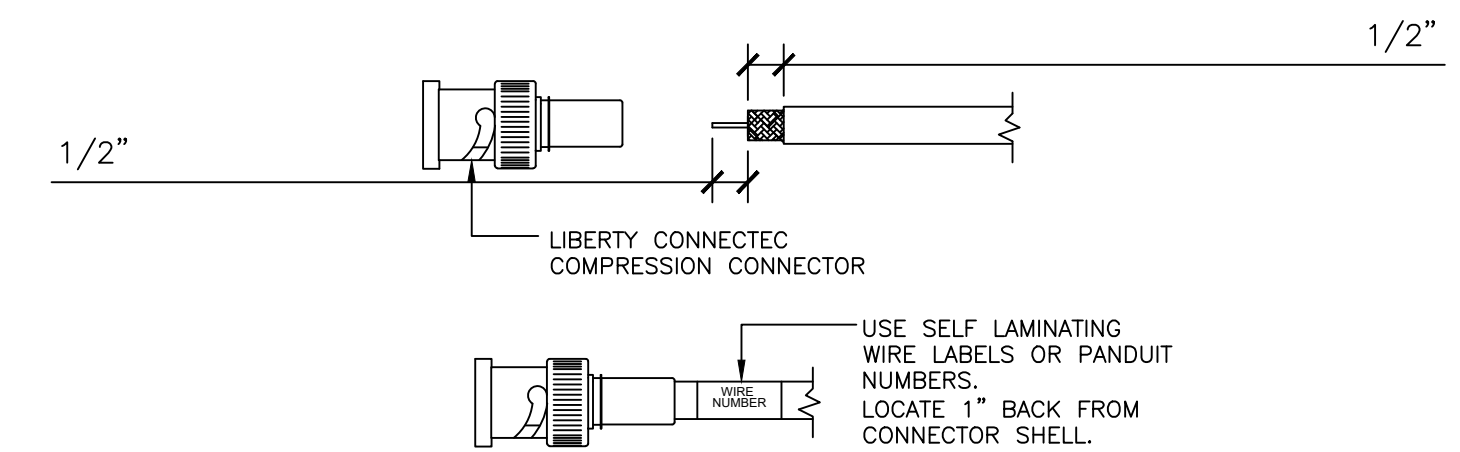 1/2”
1/2”
LIBERTY CONNECTEC
COMPRESSION CONNECTOR
USE SELF LAMINATING
WIRE LABELS OR PANDUIT
NUMBERS.
LOCATE 1” BACK FROM
CONNECTOR SHELL.
WIRE
NUMBER